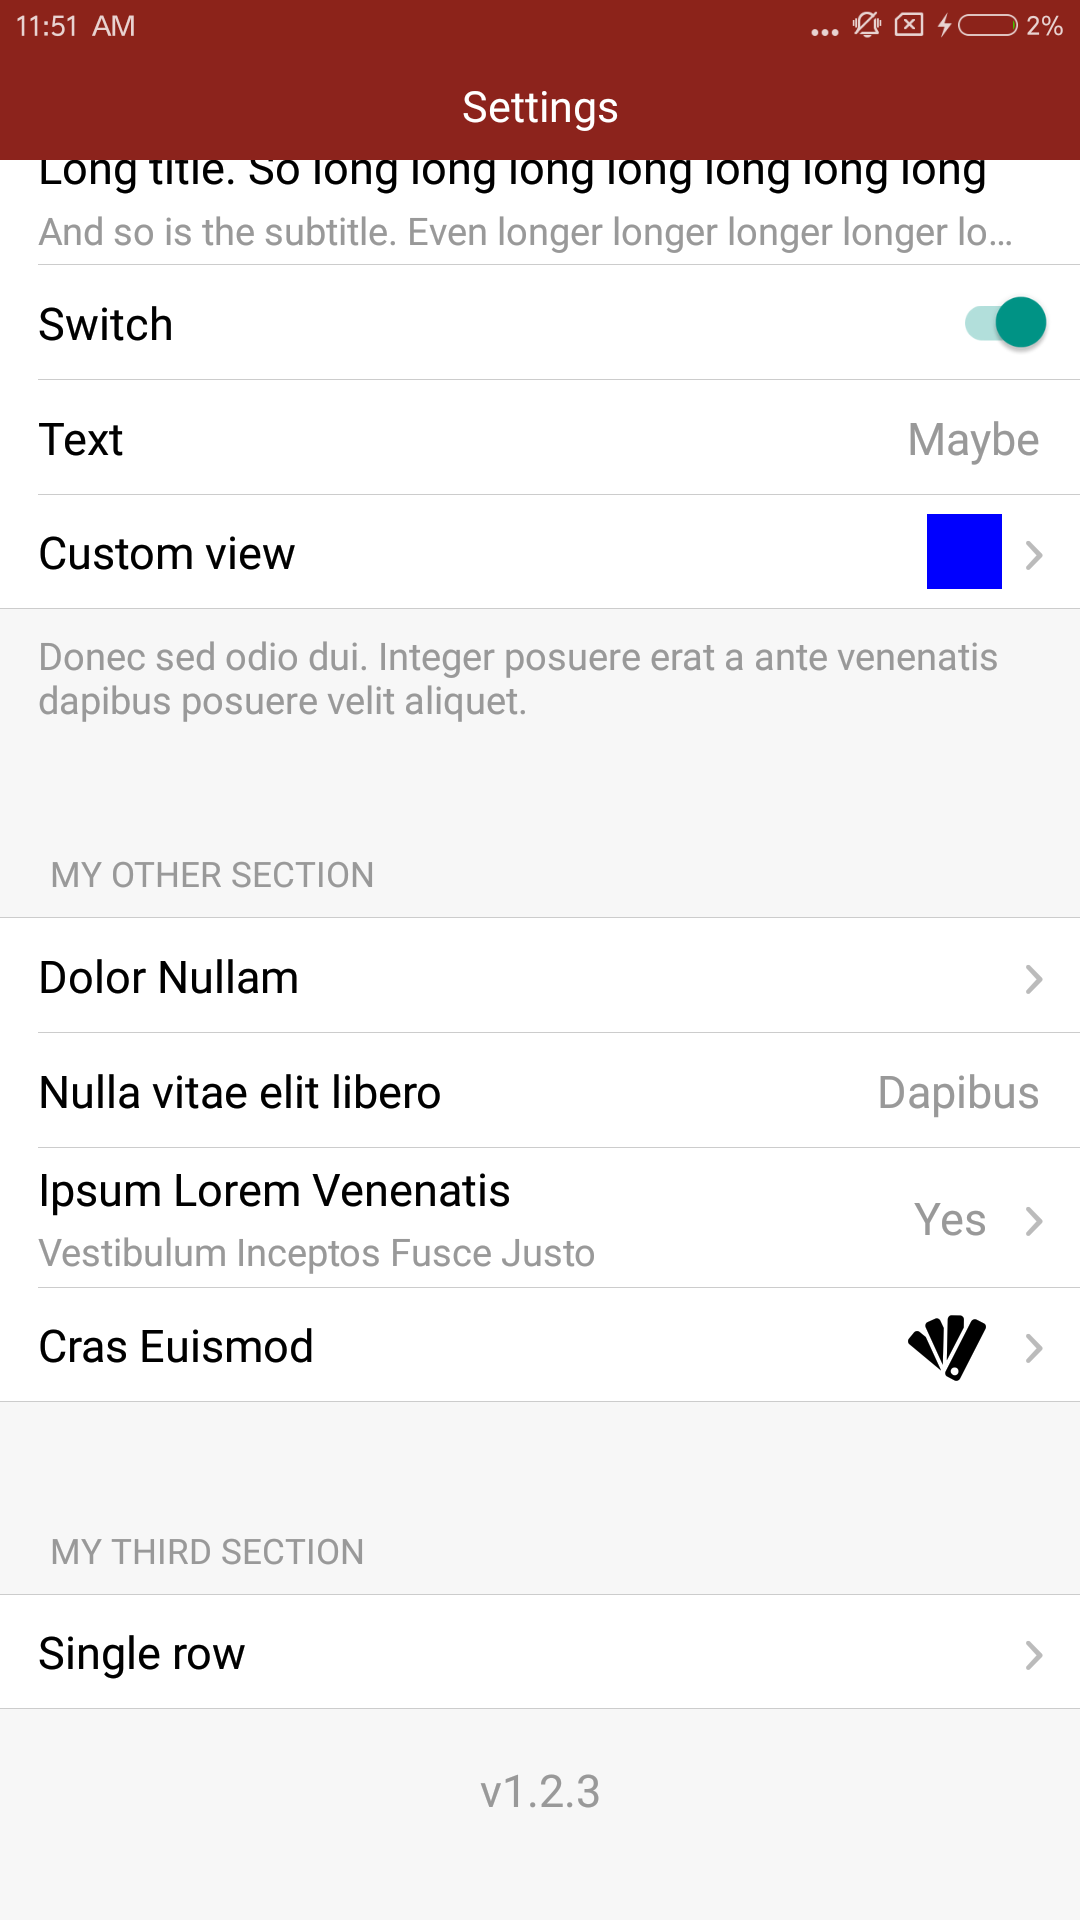 11:51 AM
2%
Settings
Long title. So long long long long long long long
And so is the subtitle. Even longer longer longer longer lo...
Switch
Text
Maybe
Custom view
Donec sed odio dui. Integer posuere erat a ante venenatis
dapibus posuere velit aliquet.
MY OTHER SECTION
Dolor Nullam
Nulla vitae elit libero
Dapibus
Ipsum Lorem Venenatis
Vestibulum Inceptos Fusce Justo
Yes
Cras Euismod
MY THIRD SECTION
Single row
v1.2.3